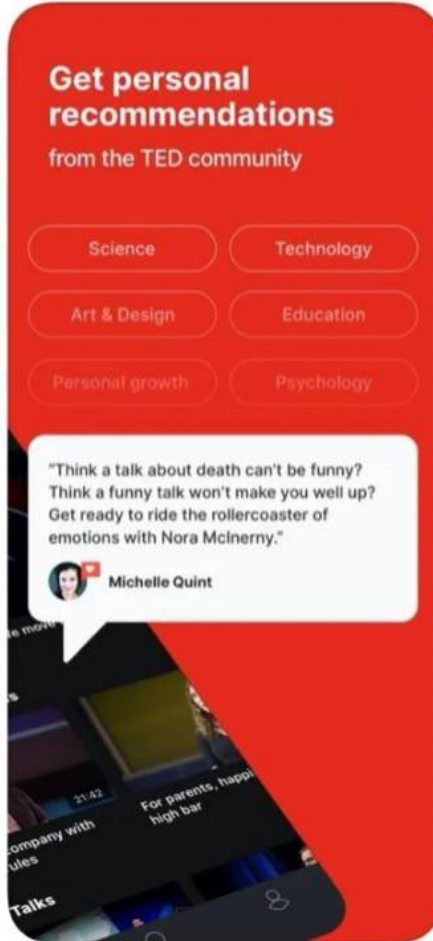 Get personal
recommendations
from the TED community
Science
Technology
Art & Design
Education
Personal growth
Psychology
"Think a talk about death can't be funny?
Think a funny talk won't make you well up?
Get ready to ride the rollercoaster of
emotions with Nora McInerny."
Michelle Quint
move
21:42
company with
For parents, happi
high bar
Talks